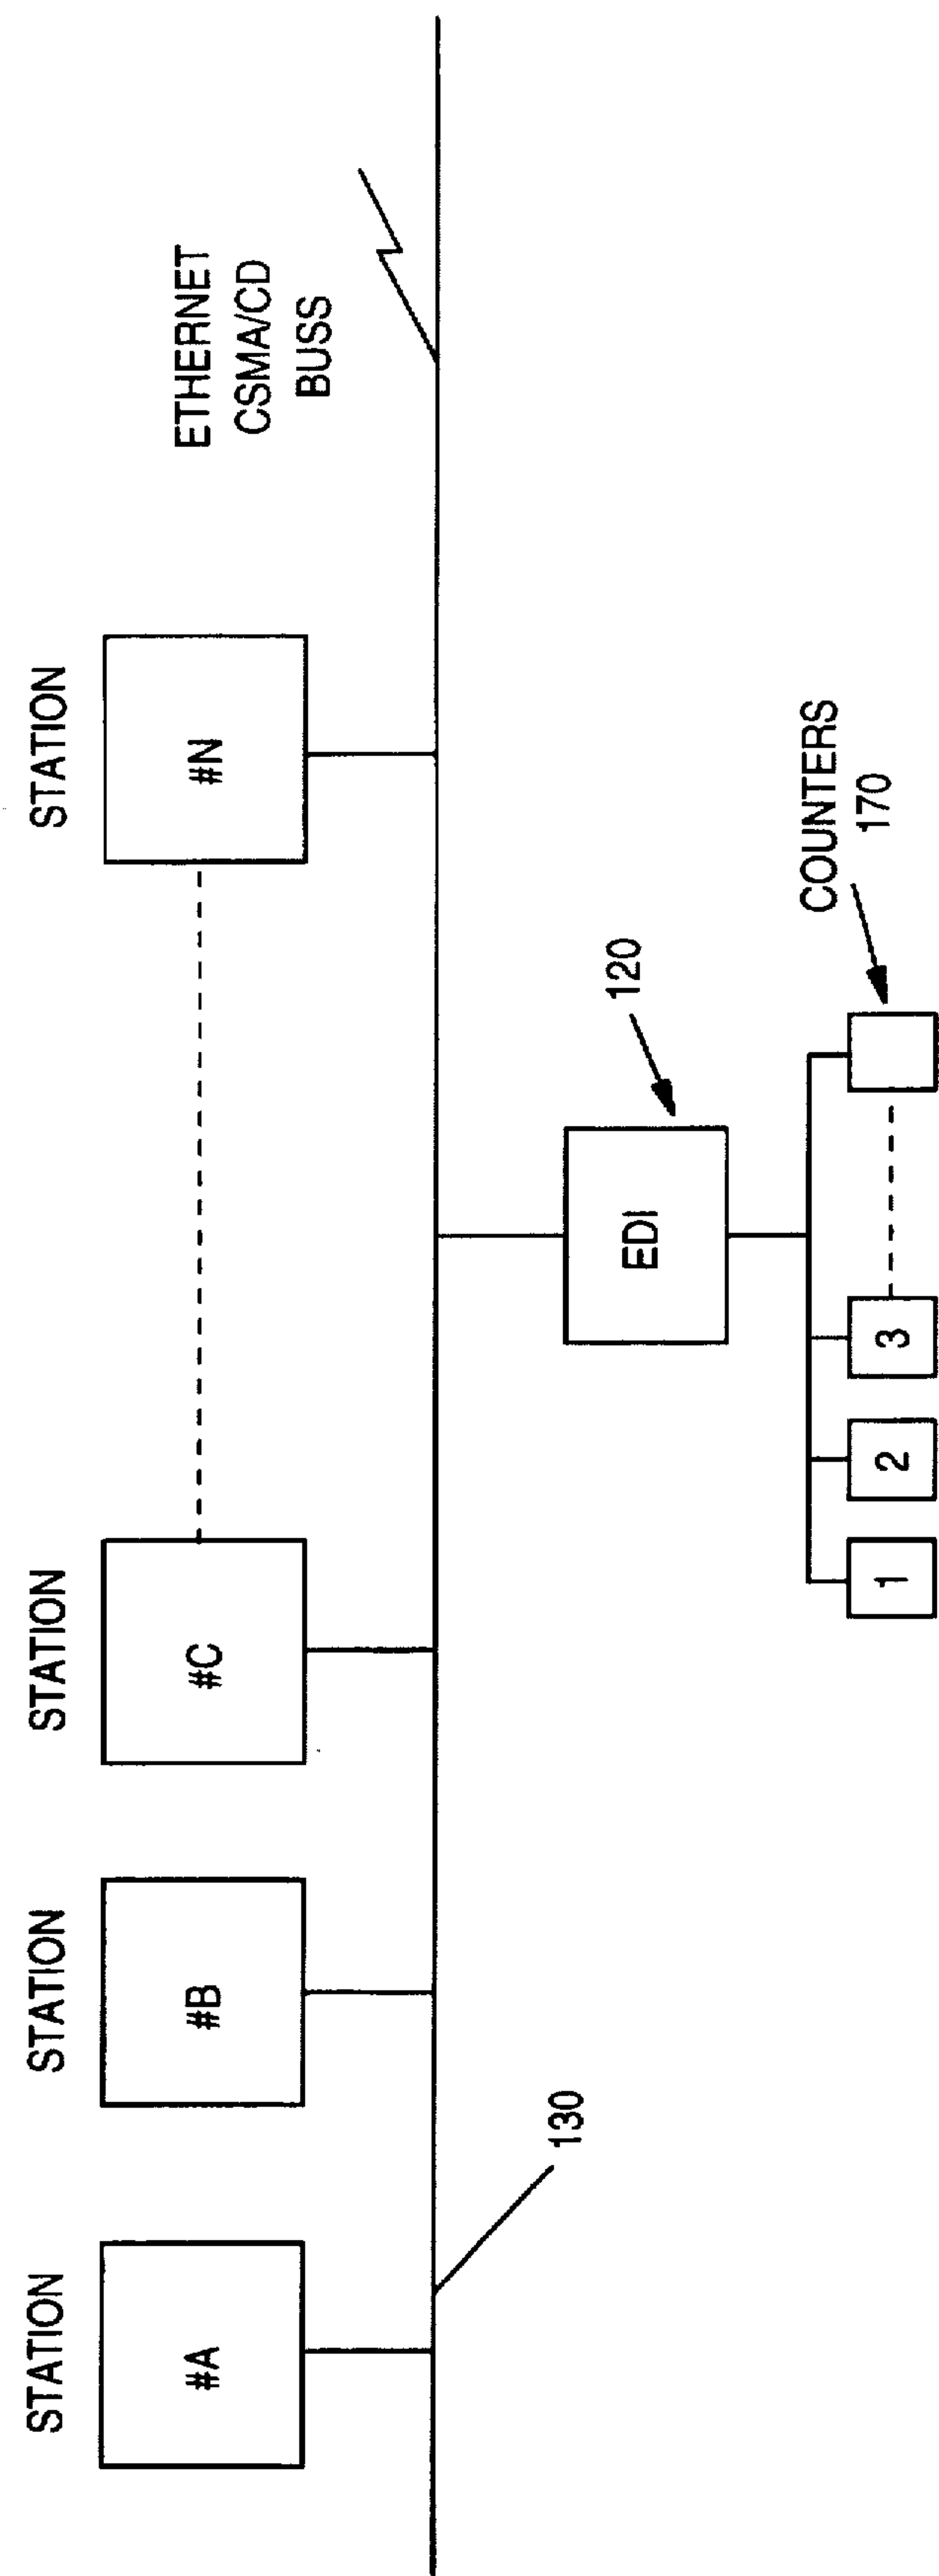 STATION
STATION
STATION
STATION
#A
#B
#C
#N
ETHERNET
CSMA/CD
BUSS
130
EDI
120
COUNTERS
170
1
2
3